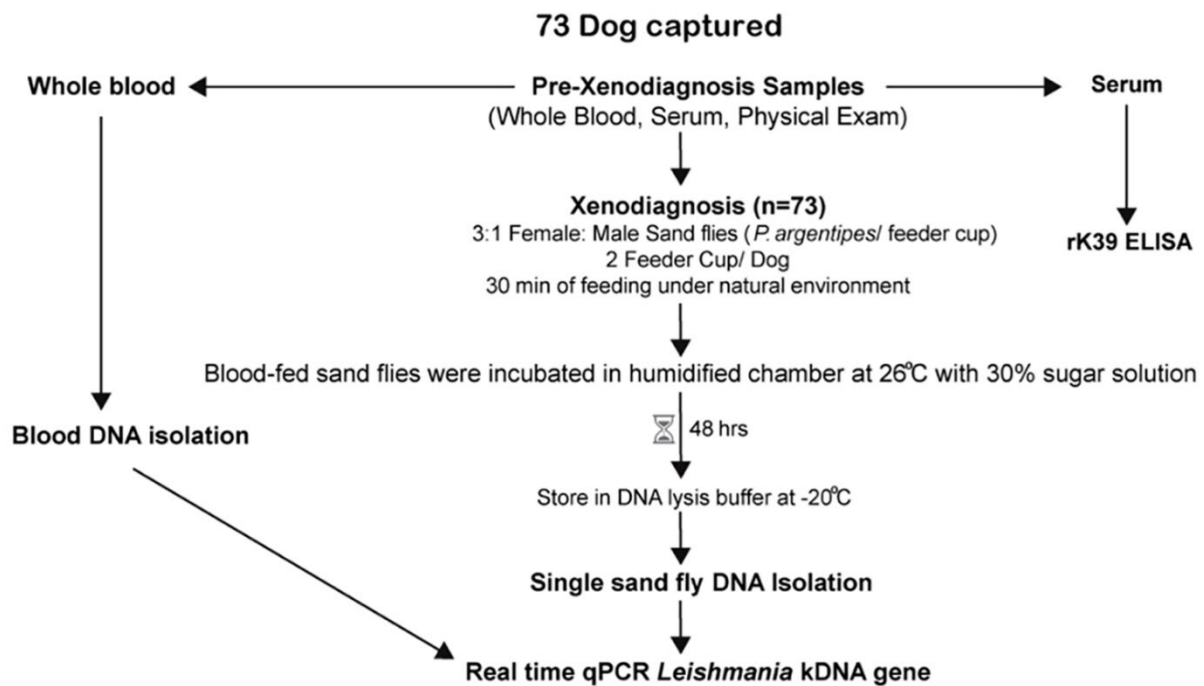 73 Dog captured
Whole blood
Pre-Xenodiagnosis Samples
Serum
(Whole Blood, Serum, Physical Exam)
Xenodiagnosis (n=73)
3:1 Female: Male Sand flies (P. argentipes/ feeder cup)
rK39 ELISA
2 Feeder Cup/ Dog
30 min of feeding under natural environment
Blood-fed sand flies were incubated in humidified chamber at 26°C with 30% sugar solution
Blood DNA isolation
48 hrs
Store in DNA lysis buffer at -20°C
Single sand fly DNA Isolation
Real time qPCR Leishmania kDNA gene